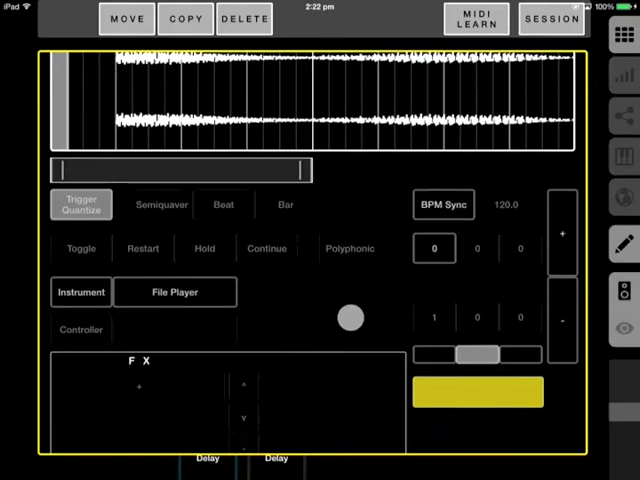 iPad 2:22 pm 100%
MOVE COPY DELETE MIDI LEARN SESSION
Trigger Quantize Semiquaver Beat Bar BPM Sync 120.0
+
Toggle Restart Hold Continue Polyphonic 0 0 0
Instrument File Player
1 0 0 -
Controller
F X
+
^
v
Delay Delay